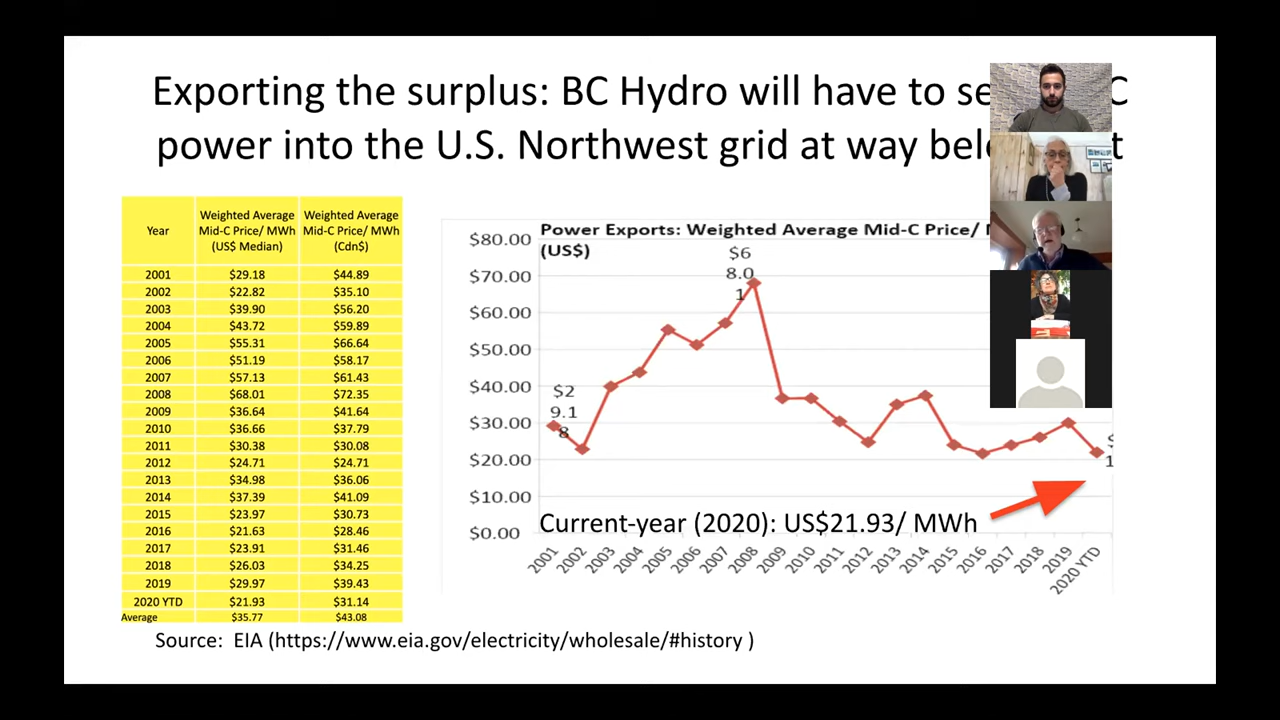 Exporting the surplus: BC Hydro will have to se C
power into the U.S. Northwest grid at way bel t
Year
Weighted Average Mid-C Price/ MWh (US$ Median)
Weighted Average Mid-C Price/ MWh (Cdn$)
2001 $29.18 $44.89
2002 $22.82 $35.10
2003 $39.90 $56.20
2004 $43.72 $59.89
2005 $55.31 $66.64
2006 $51.19 $58.17
2007 $57.13 $61.43
2008 $68.01 $72.35
2009 $36.64 $41.64
2010 $36.66 $37.79
2011 $30.38 $30.08
2012 $24.71 $24.71
2013 $34.98 $36.06
2014 $37.39 $41.09
2015 $23.97 $30.73
2016 $21.63 $28.46
2017 $23.91 $31.46
2018 $26.03 $34.25
2019 $29.97 $39.43
2020 YTD $21.93 $31.14
Average $35.77 $43.08
Power Exports: Weighted Average Mid-C Price/
(US$)
$80.00
$70.00
$60.00
$50.00
$40.00
$30.00
$20.00
$10.00
$0.00
$6
8.0
1
$2
9.1
8
Current-year (2020): US$21.93/ MWh
2001
2002
2003
2004
2005
2006
2007
2008
2009
2010
2011
2012
2013
2014
2015
2016
2017
2018
2019
2020 YTD
Source: EIA (https://www.eia.gov/electricity/wholesale/#history )